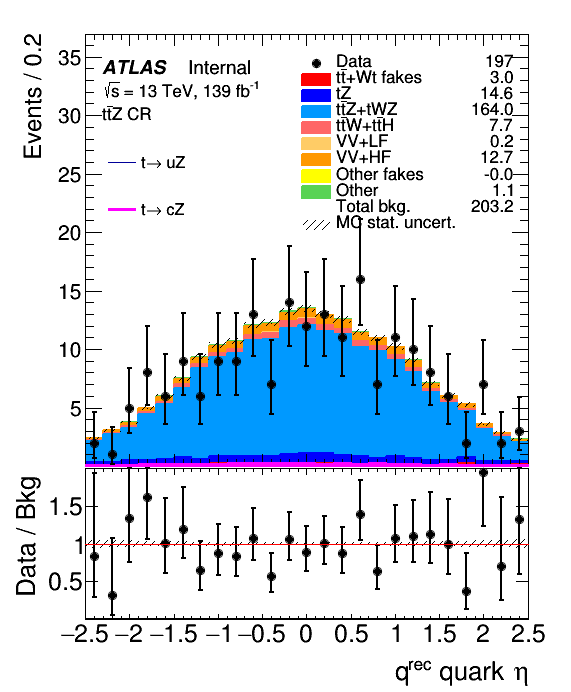 Events / 0.2
35
30
25
20
15
10
5
ATLAS Internal
√s = 13 TeV, 139 fb⁻¹
tt̄Z CR
t→ uZ
t→ cZ
Data 197
tt̄+Wt fakes 3.0
tZ 14.6
tt̄Z+tWZ 164.0
tt̄W+tt̄H 7.7
VV+LF 0.2
VV+HF 12.7
Other fakes -0.0
Other 1.1
Total bkg. 203.2
MC stat. uncert.
Data / Bkg
1.5
1
0.5
−2.5 −2 −1.5 −1 −0.5 0 0.5 1 1.5 2 2.5
q^rec quark η